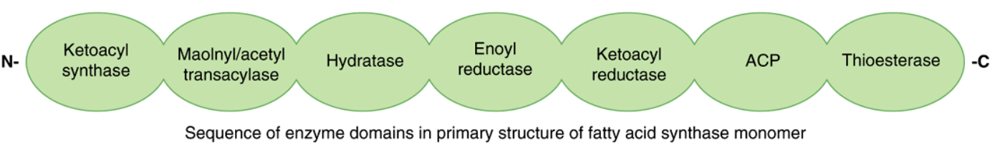 N-
Ketoacyl
synthase
Maolnyl/acetyl
transacylase
Hydratase
Enoyl
reductase
Ketoacyl
reductase
ACP
Thioesterase
-C
Sequence of enzyme domains in primary structure of fatty acid synthase monomer